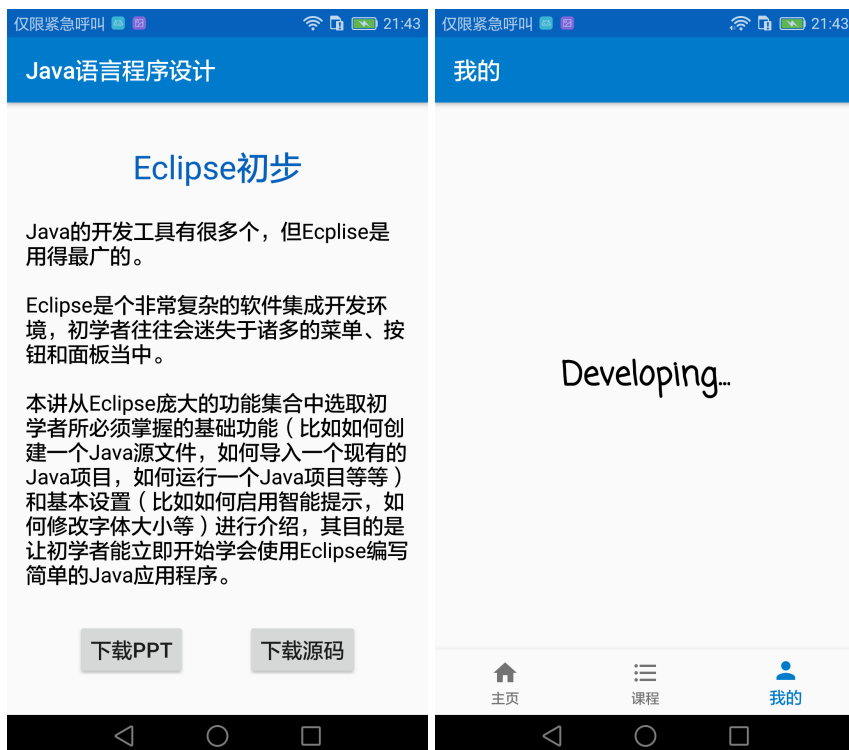 仅限紧急呼叫 21:43
Java语言程序设计
Eclipse初步
Java的开发工具有很多个，但Ecplise是
用得最广的。
Eclipse是个非常复杂的软件集成开发环
境，初学者往往会迷失于诸多的菜单、按
钮和面板当中。
本讲从Eclipse庞大的功能集合中选取初
学者所必须掌握的基础功能（比如如何创
建一个Java源文件，如何导入一个现有的
Java项目，如何运行一个Java项目等等）
和基本设置（比如如何启用智能提示，如
何修改字体大小等）进行介绍，其目的是
让初学者能立即开始学会使用Eclipse编写
简单的Java应用程序。
下载PPT 下载源码
仅限紧急呼叫 21:43
我的
Developing...
主页 课程 我的